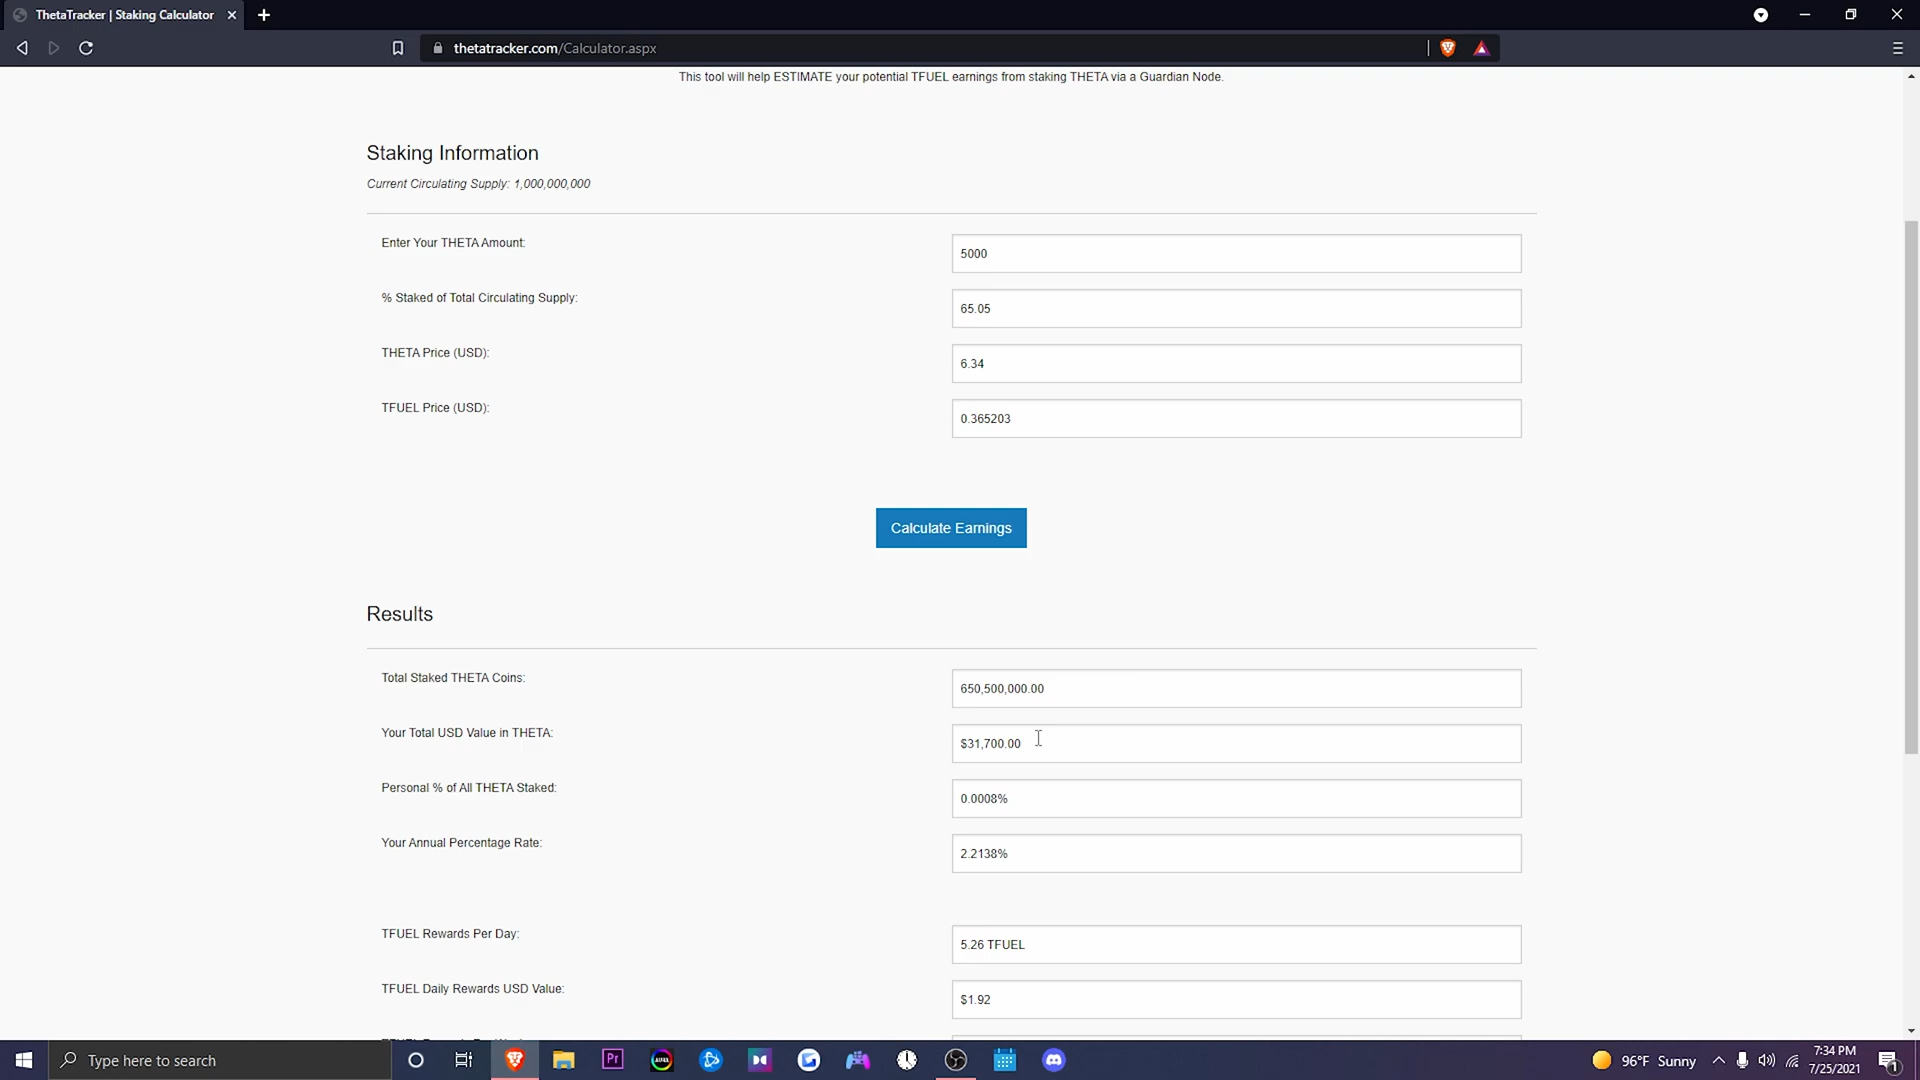 ThetaTracker | Staking Calculator
thetatracker.com/Calculator.aspx
This tool will help ESTIMATE your potential TFUEL earnings from staking THETA via a Guardian Node.
Staking Information
Current Circulating Supply: 1,000,000,000
Enter Your THETA Amount:
5000
% Staked of Total Circulating Supply:
65.05
THETA Price (USD):
6.34
TFUEL Price (USD):
0.365203
Calculate Earnings
Results
Total Staked THETA Coins:
650,500,000.00
Your Total USD Value in THETA:
$31,700.00
Personal % of All THETA Staked:
0.0008%
Your Annual Percentage Rate:
2.2138%
TFUEL Rewards Per Day:
5.26 TFUEL
TFUEL Daily Rewards USD Value:
$1.92
Type here to search
Pr
AURA
96°F Sunny
7:34 PM
7/25/2021
1